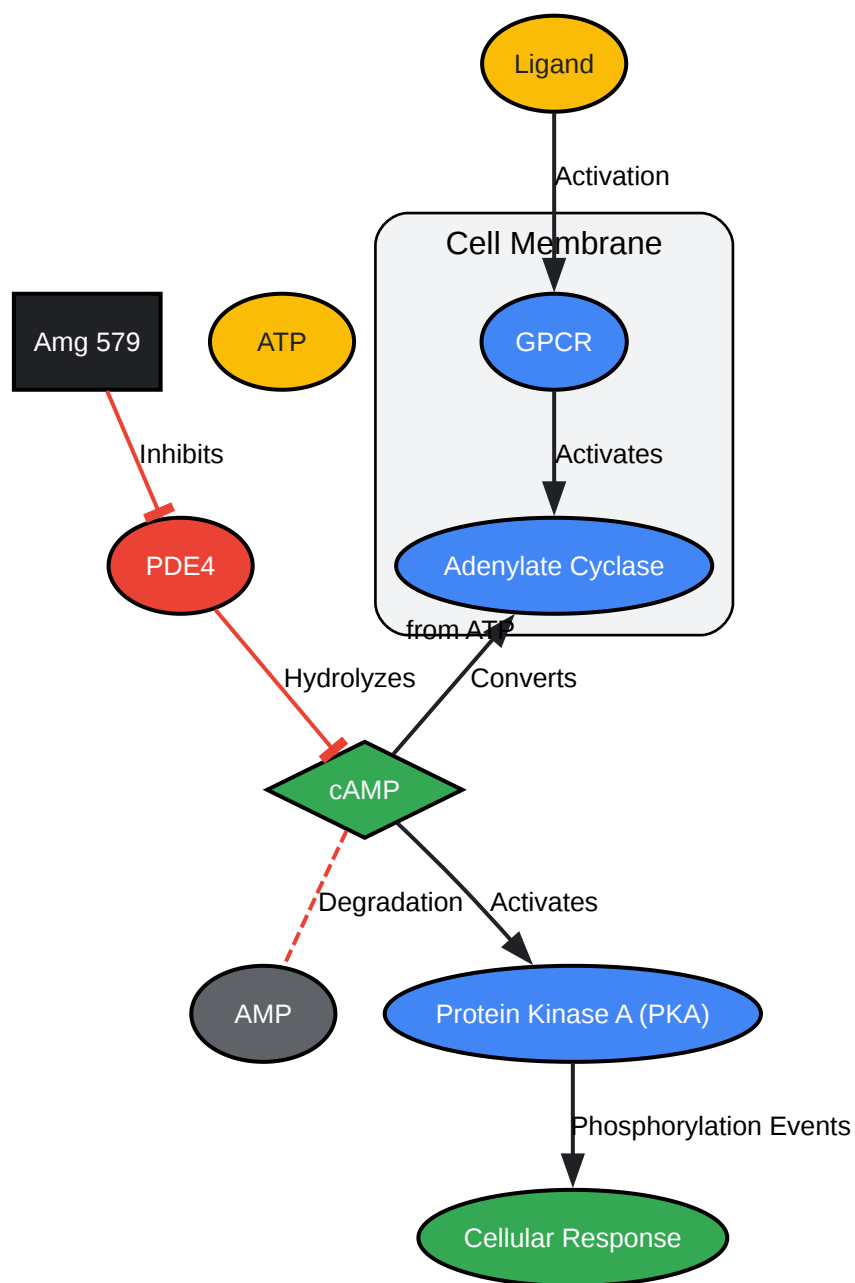 Ligand
Activation
Cell Membrane
Amg 579
ATP
GPCR
Inhibits
Activates
PDE4
Adenylate Cyclase
from ATP
Hydrolyzes
Converts
cAMP
Degradation
Activates
AMP
Protein Kinase A (PKA)
Phosphorylation Events
Cellular Response